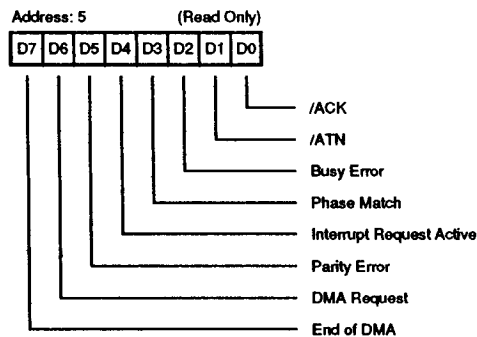 Address: 5 (Read Only)
D7 D6 D5 D4 D3 D2 D1 D0
/ACK
/ATN
Busy Error
Phase Match
Interrupt Request Active
Parity Error
DMA Request
End of DMA